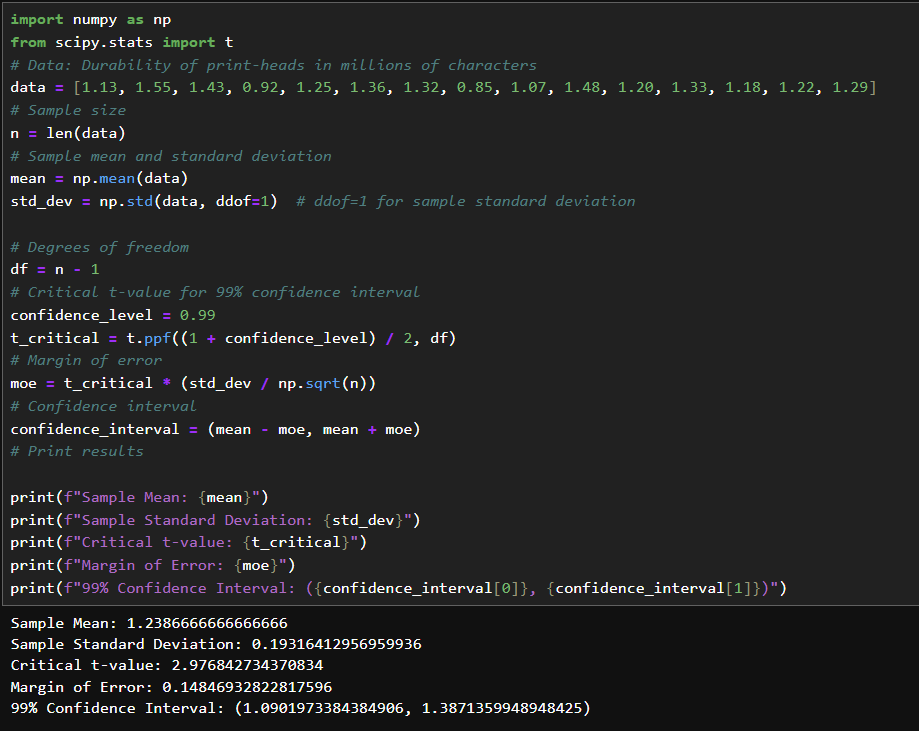 import numpy as np
from scipy.stats import t
# Data: Durability of print-heads in millions of characters
data = [1.13, 1.55, 1.43, 0.92, 1.25, 1.36, 1.32, 0.85, 1.07, 1.48, 1.20, 1.33, 1.18, 1.22, 1.29]
# Sample size
n = len(data)
# Sample mean and standard deviation
mean = np.mean(data)
std_dev = np.std(data, ddof=1)  # ddof=1 for sample standard deviation
# Degrees of freedom
df = n - 1
# Critical t-value for 99% confidence interval
confidence_level = 0.99
t_critical = t.ppf((1 + confidence_level) / 2, df)
# Margin of error
moe = t_critical * (std_dev / np.sqrt(n))
# Confidence interval
confidence_interval = (mean - moe, mean + moe)
# Print results
print(f"Sample Mean: {mean}")
print(f"Sample Standard Deviation: {std_dev}")
print(f"Critical t-value: {t_critical}")
print(f"Margin of Error: {moe}")
print(f"99% Confidence Interval: ({confidence_interval[0]}, {confidence_interval[1]})")
Sample Mean: 1.2386666666666666
Sample Standard Deviation: 0.19316412956959936
Critical t-value: 2.976842734370834
Margin of Error: 0.14846932822817596
99% Confidence Interval: (1.0901973384384906, 1.3871359948948425)